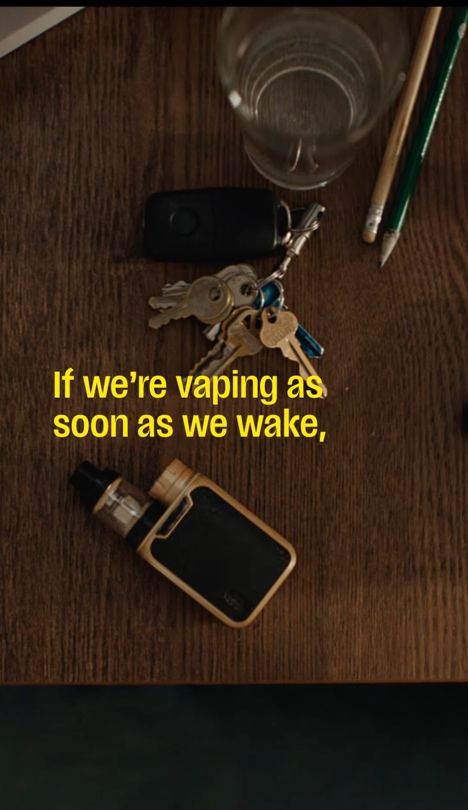 If we’re vaping as
soon as we wake,